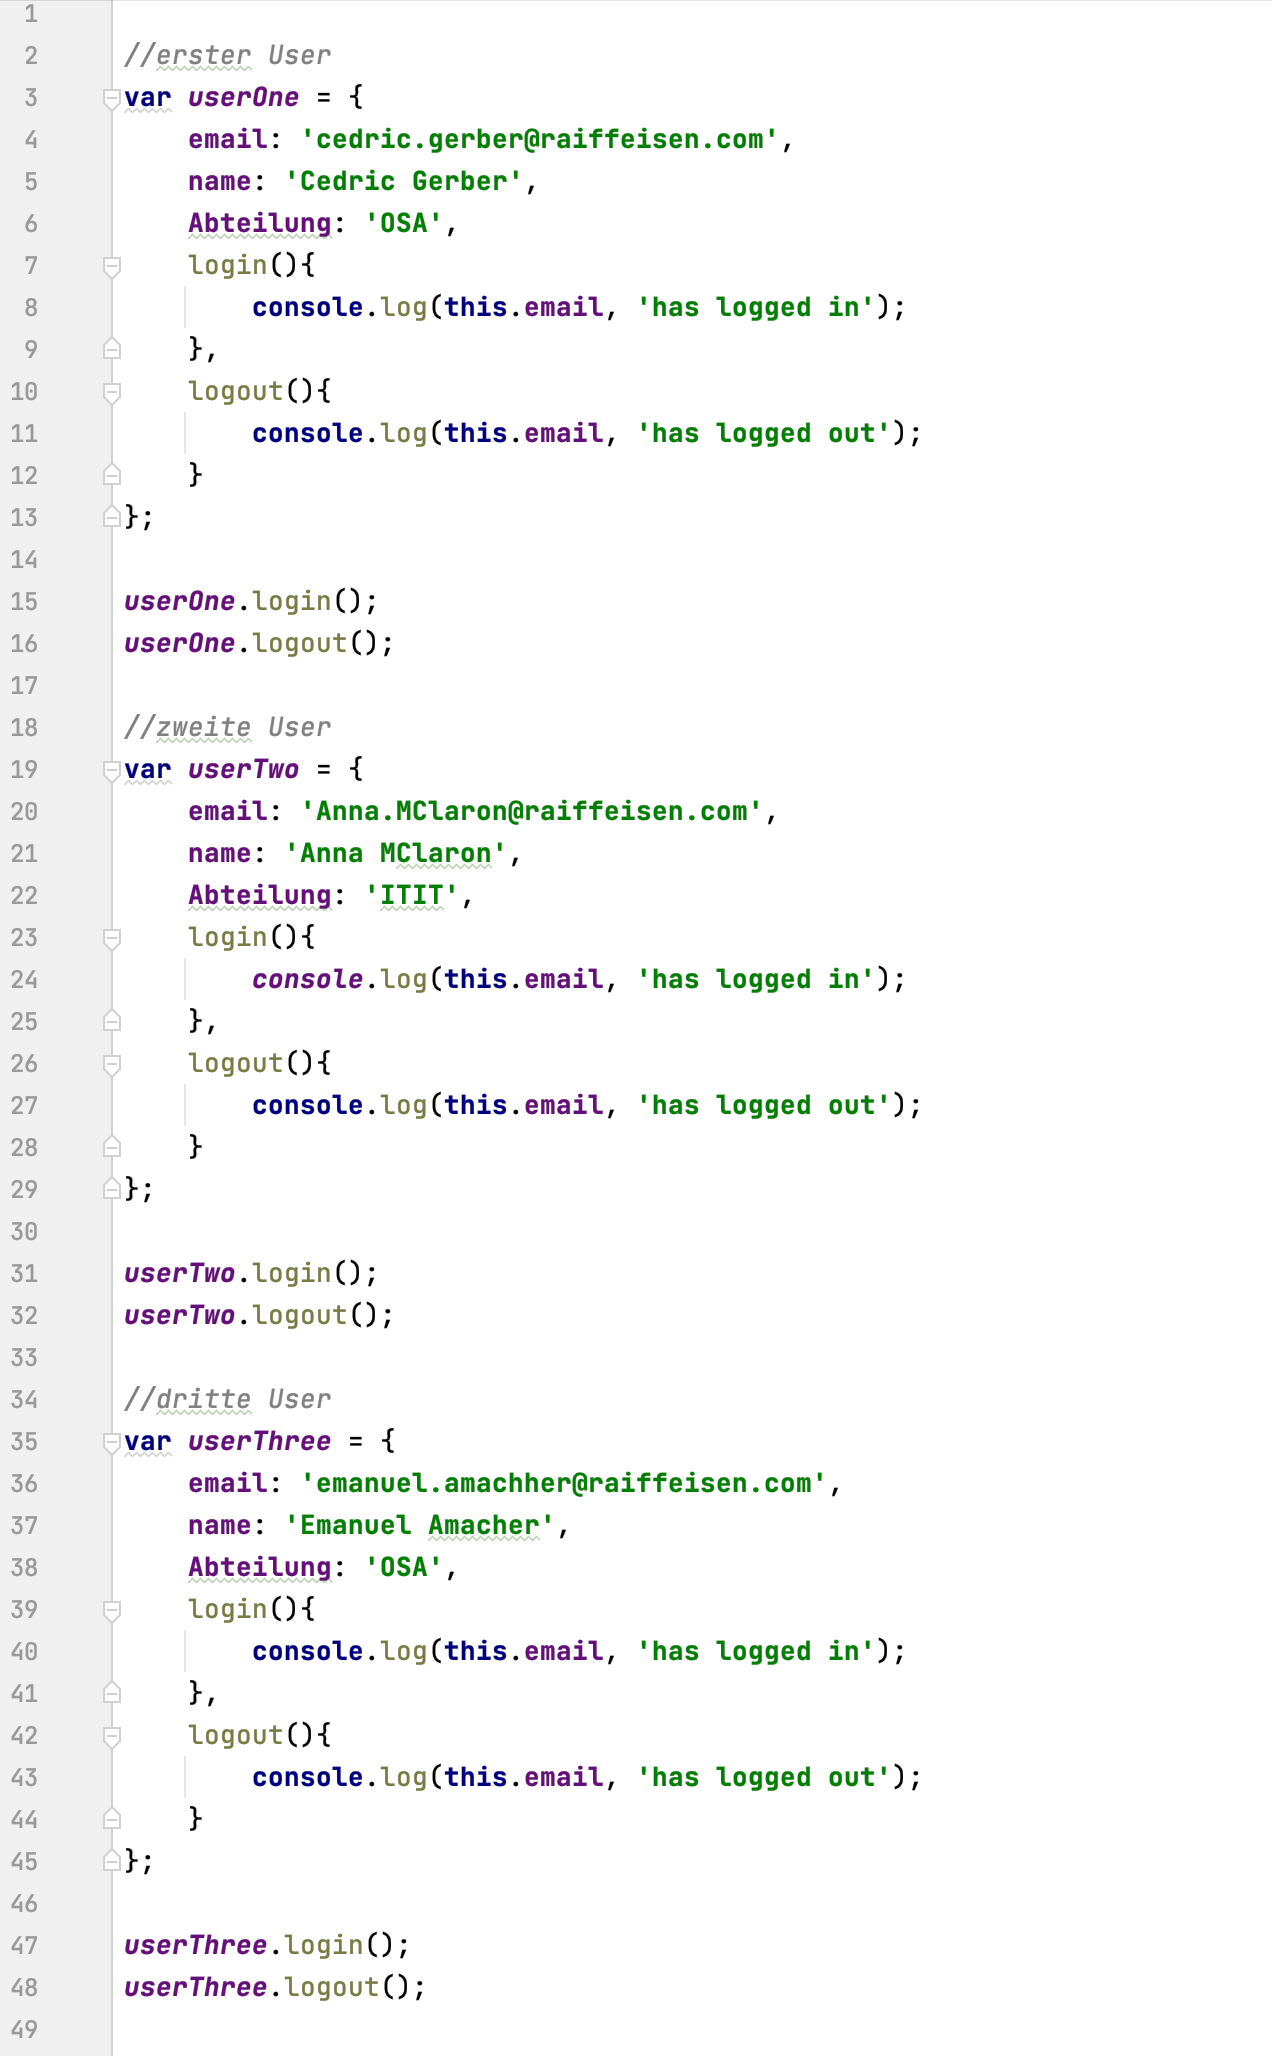 1
2 //erster User
3 var userOne = {
4 email: 'cedric.gerber@raiffeisen.com',
5 name: 'Cedric Gerber',
6 Abteilung: 'OSA',
7 login(){
8 console.log(this.email, 'has logged in');
9 },
10 logout(){
11 console.log(this.email, 'has logged out');
12 }
13 };
14
15 userOne.login();
16 userOne.logout();
17
18 //zweite User
19 var userTwo = {
20 email: 'Anna.MClaron@raiffeisen.com',
21 name: 'Anna MClaron',
22 Abteilung: 'ITIT',
23 login(){
24 console.log(this.email, 'has logged in');
25 },
26 logout(){
27 console.log(this.email, 'has logged out');
28 }
29 };
30
31 userTwo.login();
32 userTwo.logout();
33
34 //dritte User
35 var userThree = {
36 email: 'emanuel.amachher@raiffeisen.com',
37 name: 'Emanuel Amacher',
38 Abteilung: 'OSA',
39 login(){
40 console.log(this.email, 'has logged in');
41 },
42 logout(){
43 console.log(this.email, 'has logged out');
44 }
45 };
46
47 userThree.login();
48 userThree.logout();
49